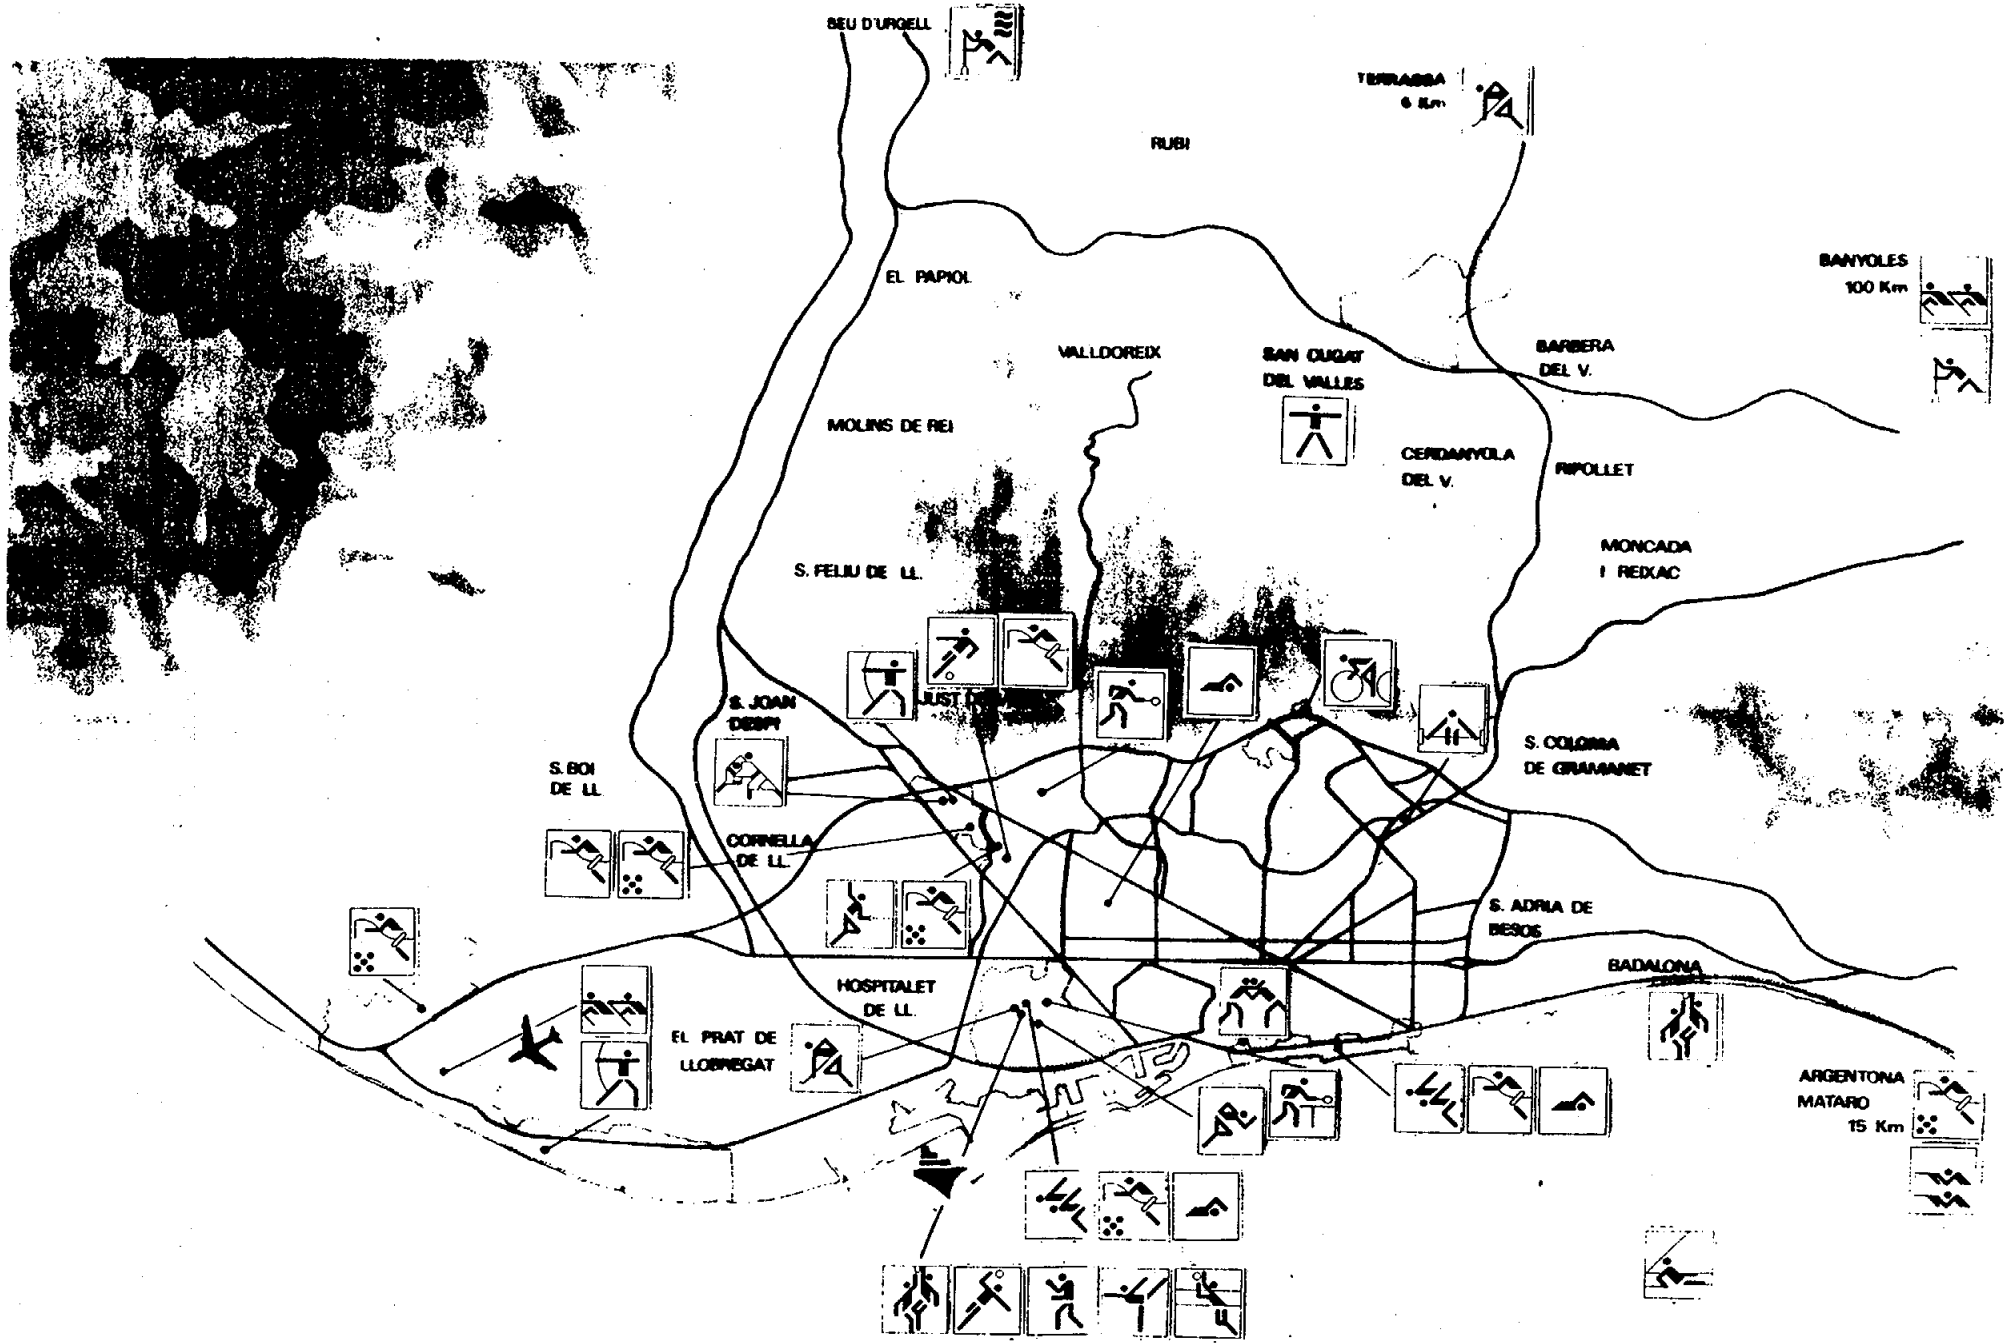 SEU D'URGELL
TERRASSA
6 Km
RUBI
BANYOLES
100 Km
EL PAPIOL
VALLDOREIX
SAN CUGAT
DEL VALLES
BARBERA
DEL V.
MOLINS DE REI
CERDANYOLA
DEL V.
RIPOLLET
MONCADA
I REIXAC
S. FELIU DE LL.
JUST
S. JOAN
DESPI
S. BOI
DE LL
S. COLOMA
DE GRAMANET
CORNELLA
DE LL.
S. ADRIA DE
BESOS
HOSPITALET
DE LL.
BADALONA
EL PRAT DE
LLOBREGAT
ARGENTONA
MATARO
15 Km